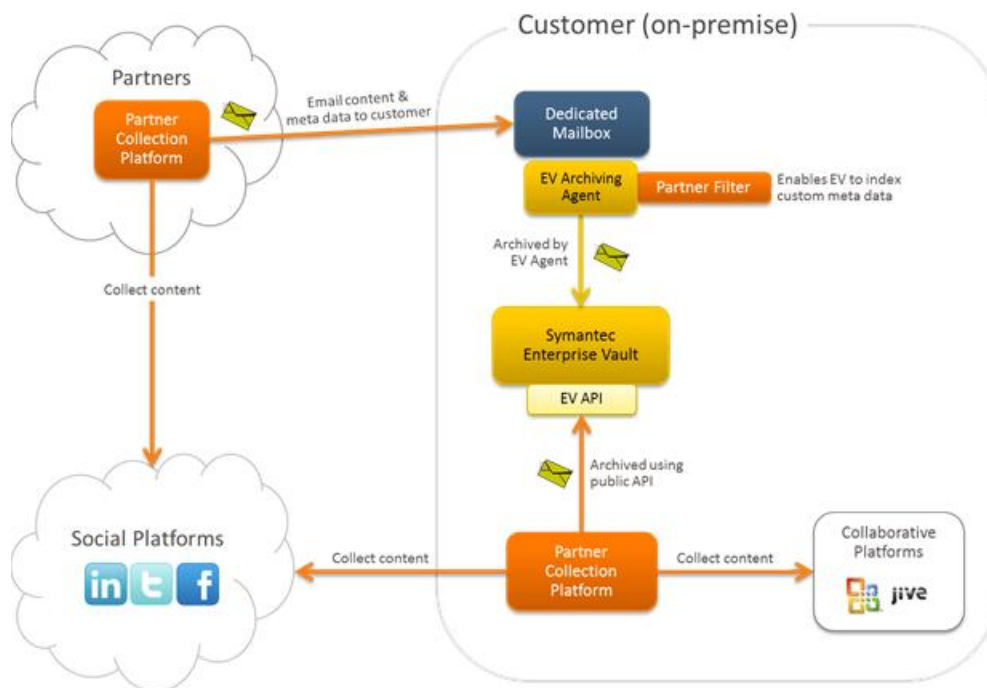 Customer (on-premise)
Partners
Partner
Collection
Platform
Email content &
meta data to customer
Dedicated
Mailbox
EV Archiving
Agent
Partner Filter
Enables EV to index
custom meta data
Archived by
EV Agent
Collect content
Symantec
Enterprise Vault
EV API
Archived using
public API
Social Platforms
in t f
Collect content
Partner
Collection
Platform
Collect content
Collaborative
Platforms
jive